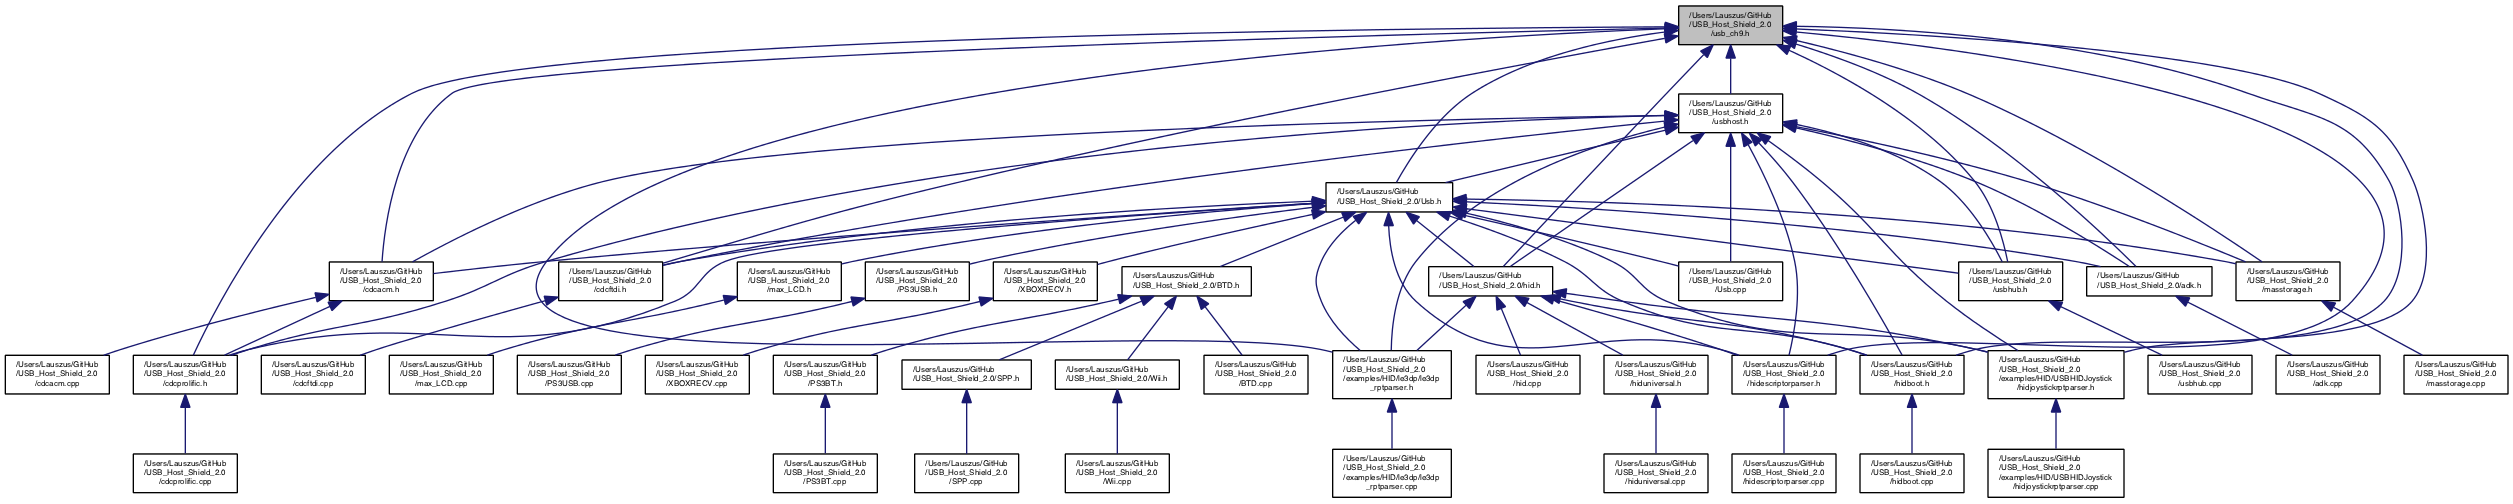 /Users/Lauszus/GitHub
/USB_Host_Shield_2.0
/usb_ch9.h
/Users/Lauszus/GitHub
/USB_Host_Shield_2.0
/usbhost.h
/Users/Lauszus/GitHub
/USB_Host_Shield_2.0/Usb.h
/Users/Lauszus/GitHub
/USB_Host_Shield_2.0
/cdcacm.h
/Users/Lauszus/GitHub
/USB_Host_Shield_2.0
/cdcftdi.h
/Users/Lauszus/GitHub
/USB_Host_Shield_2.0
/max_LCD.h
/Users/Lauszus/GitHub
/USB_Host_Shield_2.0
/PS3USB.h
/Users/Lauszus/GitHub
/USB_Host_Shield_2.0
/XBOXRECV.h
/Users/Lauszus/GitHub
/USB_Host_Shield_2.0/BTD.h
/Users/Lauszus/GitHub
/USB_Host_Shield_2.0/hid.h
/Users/Lauszus/GitHub
/USB_Host_Shield_2.0
/Usb.cpp
/Users/Lauszus/GitHub
/USB_Host_Shield_2.0
/usbhub.h
/Users/Lauszus/GitHub
/USB_Host_Shield_2.0/adk.h
/Users/Lauszus/GitHub
/USB_Host_Shield_2.0
/masstorage.h
/Users/Lauszus/GitHub
/USB_Host_Shield_2.0
/cdcacm.cpp
/Users/Lauszus/GitHub
/USB_Host_Shield_2.0
/cdcprolific.h
/Users/Lauszus/GitHub
/USB_Host_Shield_2.0
/cdcftdi.cpp
/Users/Lauszus/GitHub
/USB_Host_Shield_2.0
/max_LCD.cpp
/Users/Lauszus/GitHub
/USB_Host_Shield_2.0
/PS3USB.cpp
/Users/Lauszus/GitHub
/USB_Host_Shield_2.0
/XBOXRECV.cpp
/Users/Lauszus/GitHub
/USB_Host_Shield_2.0
/PS3BT.h
/Users/Lauszus/GitHub
/USB_Host_Shield_2.0/SPP.h
/Users/Lauszus/GitHub
/USB_Host_Shield_2.0/Wii.h
/Users/Lauszus/GitHub
/USB_Host_Shield_2.0
/BTD.cpp
/Users/Lauszus/GitHub
/USB_Host_Shield_2.0
/examples/HID/le3dp/le3dp
_rptparser.h
/Users/Lauszus/GitHub
/USB_Host_Shield_2.0
/hid.cpp
/Users/Lauszus/GitHub
/USB_Host_Shield_2.0
/hiduniversal.h
/Users/Lauszus/GitHub
/USB_Host_Shield_2.0
/hidescriptorparser.h
/Users/Lauszus/GitHub
/USB_Host_Shield_2.0
/hidboot.h
/Users/Lauszus/GitHub
/USB_Host_Shield_2.0
/examples/HID/USBHIDJoystick
/hidjoystickrptparser.h
/Users/Lauszus/GitHub
/USB_Host_Shield_2.0
/usbhub.cpp
/Users/Lauszus/GitHub
/USB_Host_Shield_2.0
/adk.cpp
/Users/Lauszus/GitHub
/USB_Host_Shield_2.0
/masstorage.cpp
/Users/Lauszus/GitHub
/USB_Host_Shield_2.0
/cdcprolific.cpp
/Users/Lauszus/GitHub
/USB_Host_Shield_2.0
/PS3BT.cpp
/Users/Lauszus/GitHub
/USB_Host_Shield_2.0
/SPP.cpp
/Users/Lauszus/GitHub
/USB_Host_Shield_2.0
/Wii.cpp
/Users/Lauszus/GitHub
/USB_Host_Shield_2.0
/examples/HID/le3dp/le3dp
_rptparser.cpp
/Users/Lauszus/GitHub
/USB_Host_Shield_2.0
/hiduniversal.cpp
/Users/Lauszus/GitHub
/USB_Host_Shield_2.0
/hidescriptorparser.cpp
/Users/Lauszus/GitHub
/USB_Host_Shield_2.0
/hidboot.cpp
/Users/Lauszus/GitHub
/USB_Host_Shield_2.0
/examples/HID/USBHIDJoystick
/hidjoystickrptparser.cpp